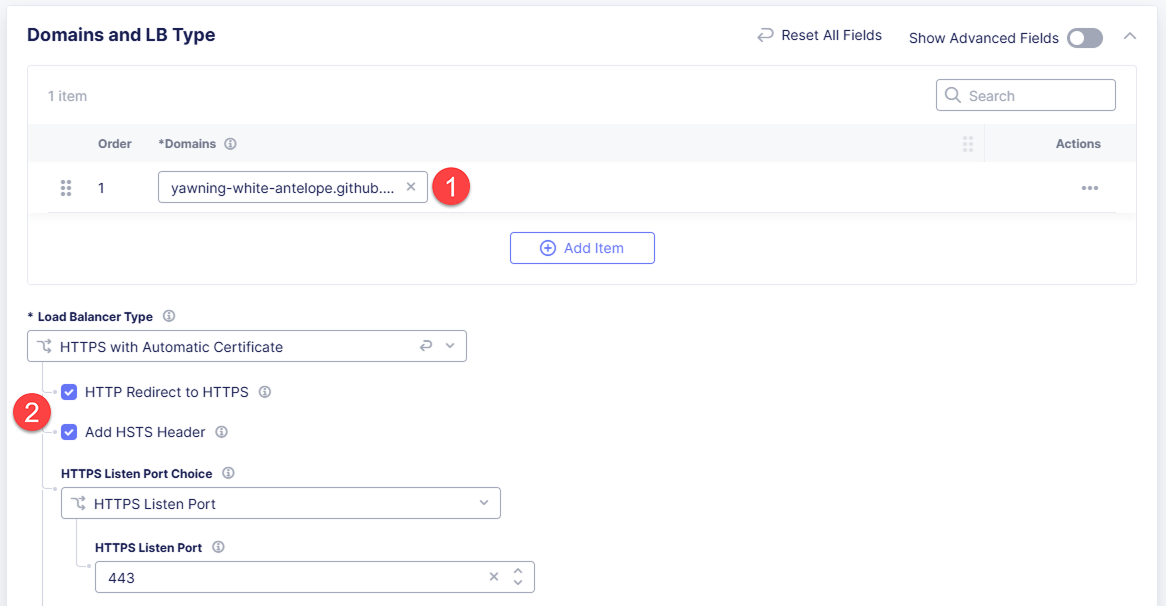 Domains and LB Type
Reset All Fields
Show Advanced Fields
1 item
Search
Order
*Domains
Actions
1
yawning-white-antelope.github....
1
Add Item
* Load Balancer Type
HTTPS with Automatic Certificate
HTTP Redirect to HTTPS
2
Add HSTS Header
HTTPS Listen Port Choice
HTTPS Listen Port
HTTPS Listen Port
443